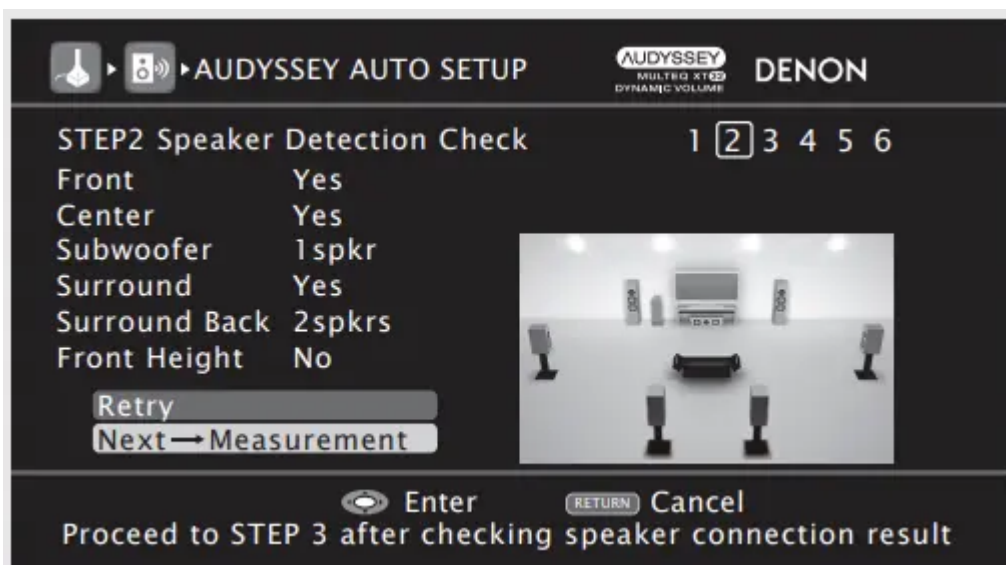 AUDYSSEY AUTO SETUP
AUDYSSEY
MULTEQ XT32
DYNAMIC VOLUME
DENON
STEP2 Speaker Detection Check
1 2 3 4 5 6
Front Yes
Center Yes
Subwoofer 1spkr
Surround Yes
Surround Back 2spkrs
Front Height No
Retry
Next→Measurement
Enter
RETURN Cancel
Proceed to STEP 3 after checking speaker connection result